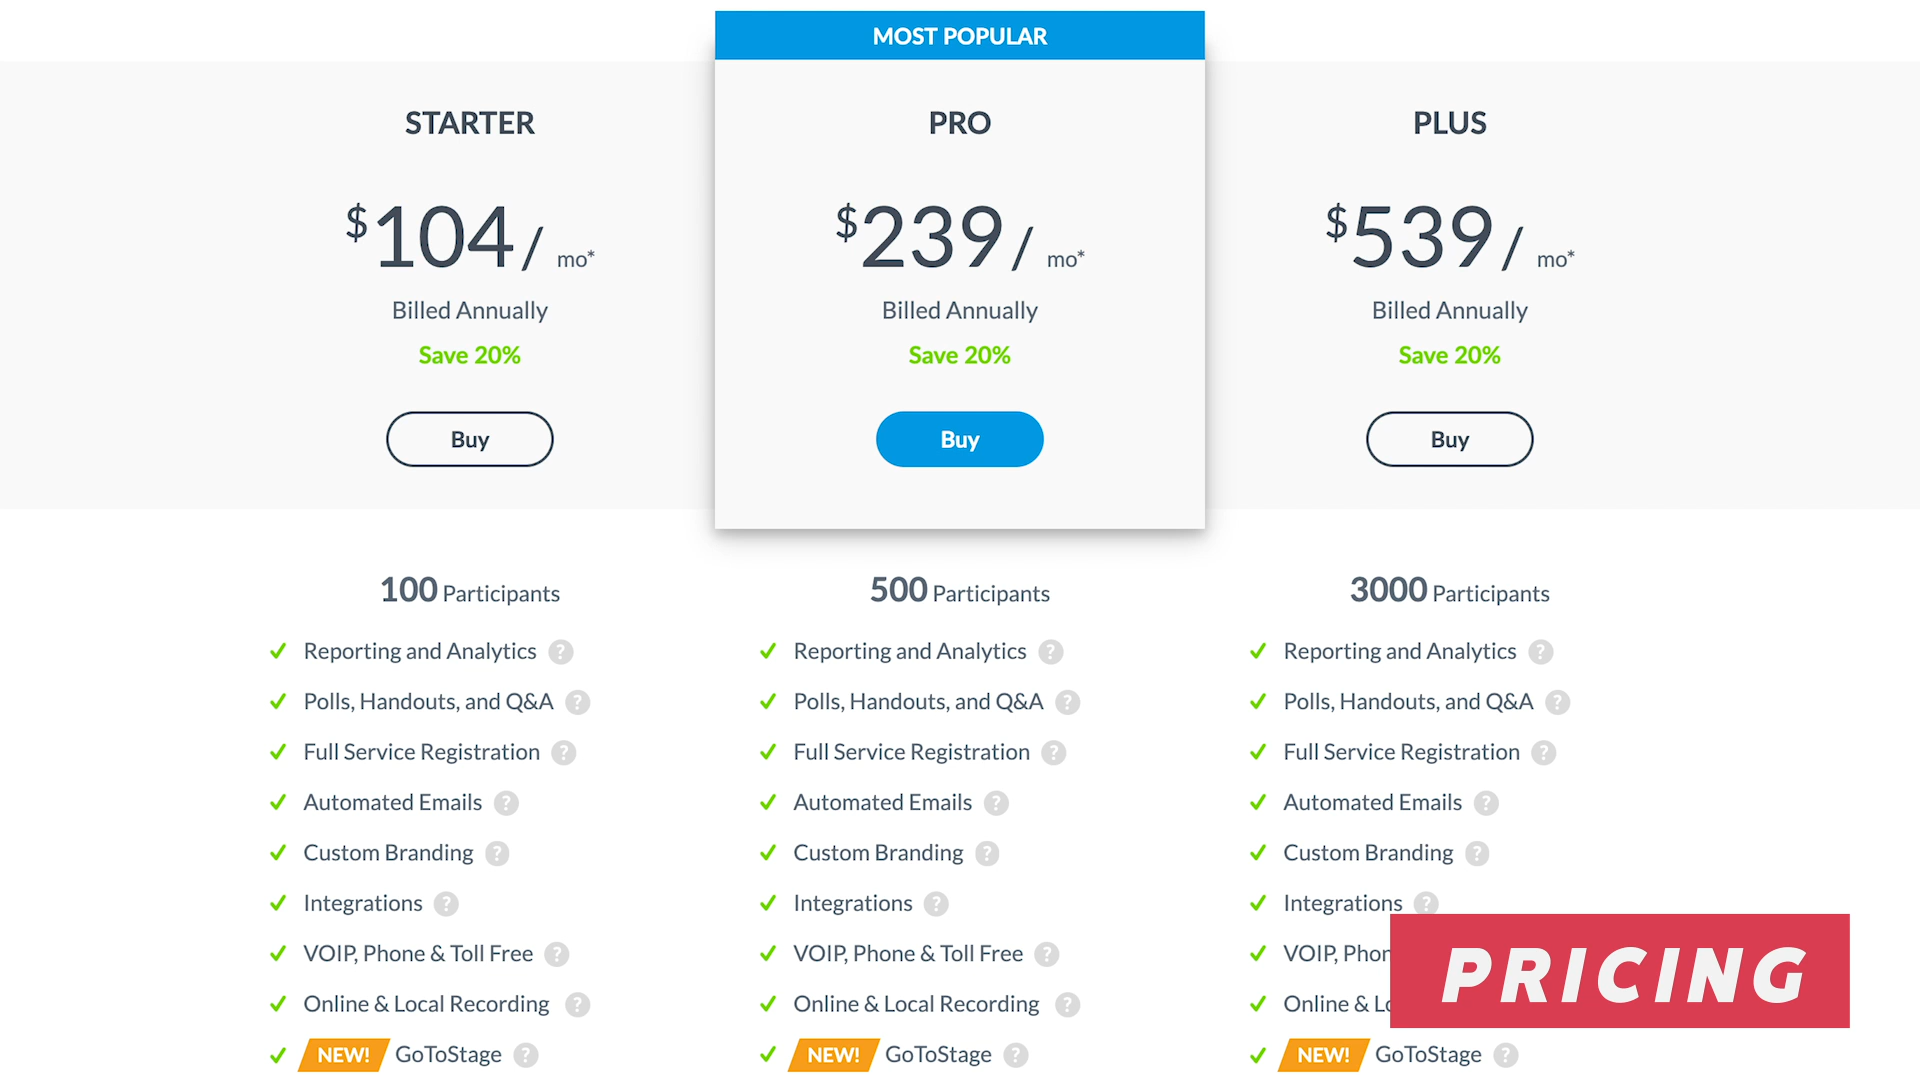 MOST POPULAR
STARTER
$104/ mo*
Billed Annually
Save 20%
Buy
100 Participants
Reporting and Analytics ?
Polls, Handouts, and Q&A ?
Full Service Registration ?
Automated Emails ?
Custom Branding ?
Integrations ?
VOIP, Phone & Toll Free ?
Online & Local Recording ?
NEW! GoToStage ?
PRO
$239/ mo*
Billed Annually
Save 20%
Buy
500 Participants
Reporting and Analytics ?
Polls, Handouts, and Q&A ?
Full Service Registration ?
Automated Emails ?
Custom Branding ?
Integrations ?
VOIP, Phone & Toll Free ?
Online & Local Recording ?
NEW! GoToStage ?
PLUS
$539/ mo*
Billed Annually
Save 20%
Buy
3000 Participants
Reporting and Analytics ?
Polls, Handouts, and Q&A ?
Full Service Registration ?
Automated Emails ?
Custom Branding ?
Integrations ?
VOIP,
Online &
NEW! GoToStage ?
PRICING